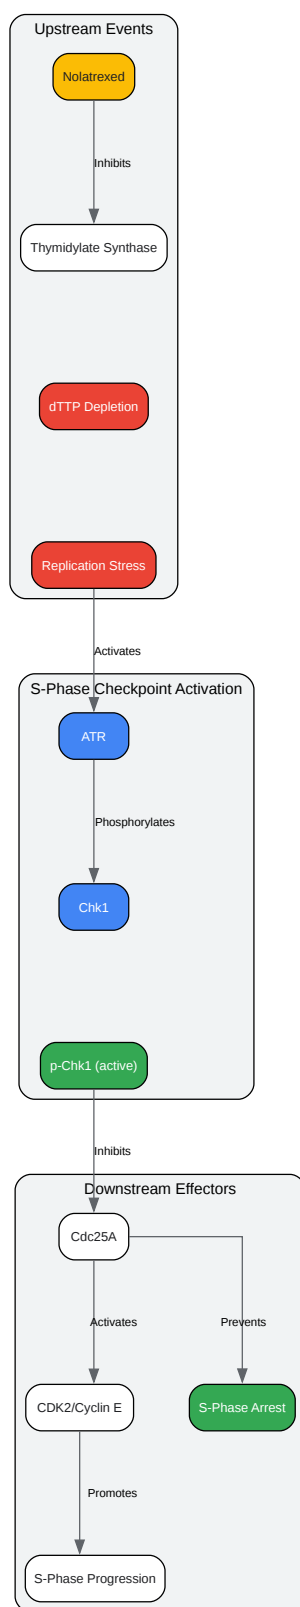 Upstream Events
Nolatrexed
Inhibits
Thymidylate Synthase
dTTP Depletion
Replication Stress
Activates
S-Phase Checkpoint Activation
ATR
Phosphorylates
Chk1
p-Chk1 (active)
Inhibits
Downstream Effectors
Cdc25A
Activates
Prevents
CDK2/Cyclin E
S-Phase Arrest
Promotes
S-Phase Progression